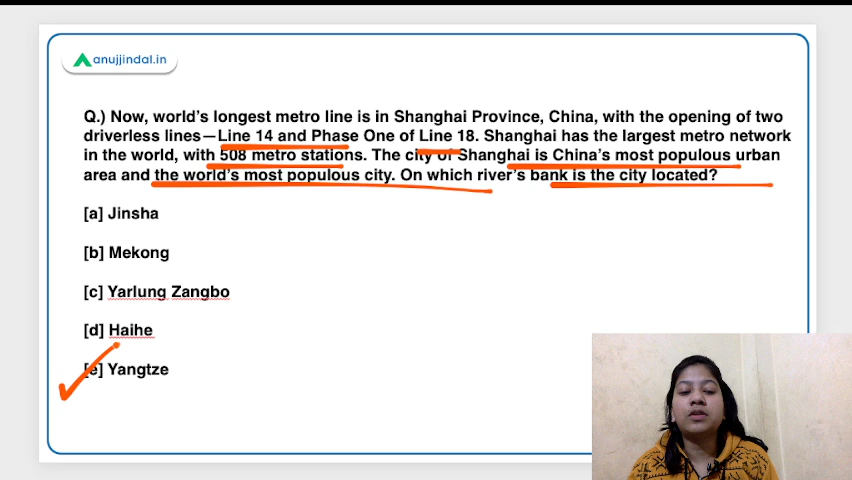 anujjindal.in
Q.) Now, world's longest metro line is in Shanghai Province, China, with the opening of two
driverless lines—Line 14 and Phase One of Line 18. Shanghai has the largest metro network
in the world, with 508 metro stations. The city of Shanghai is China's most populous urban
area and the world's most populous city. On which river's bank is the city located?
[a] Jinsha
[b] Mekong
[c] Yarlung Zangbo
[d] Haihe
[e] Yangtze